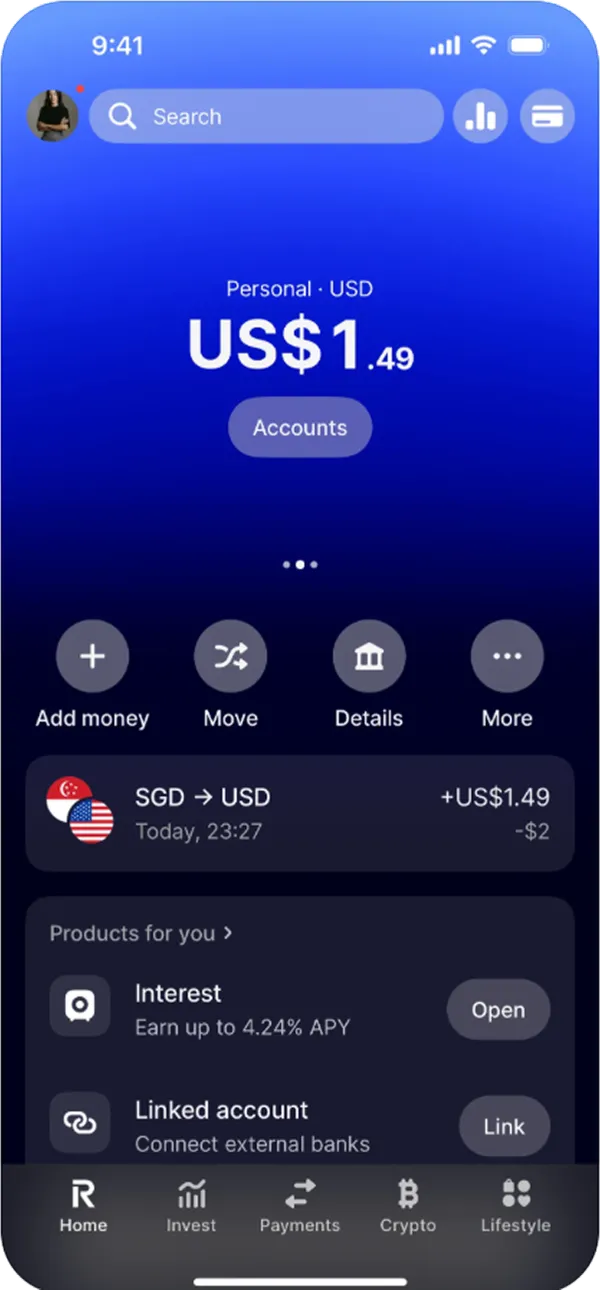 9:41
Search
Personal · USD
US$1.49
Accounts
Add money
Move
Details
More
SGD → USD
+US$1.49
Today, 23:27
-$2
Products for you >
Interest
Earn up to 4.24% APY
Open
Linked account
Connect external banks
Link
Home
Invest
Payments
Crypto
Lifestyle